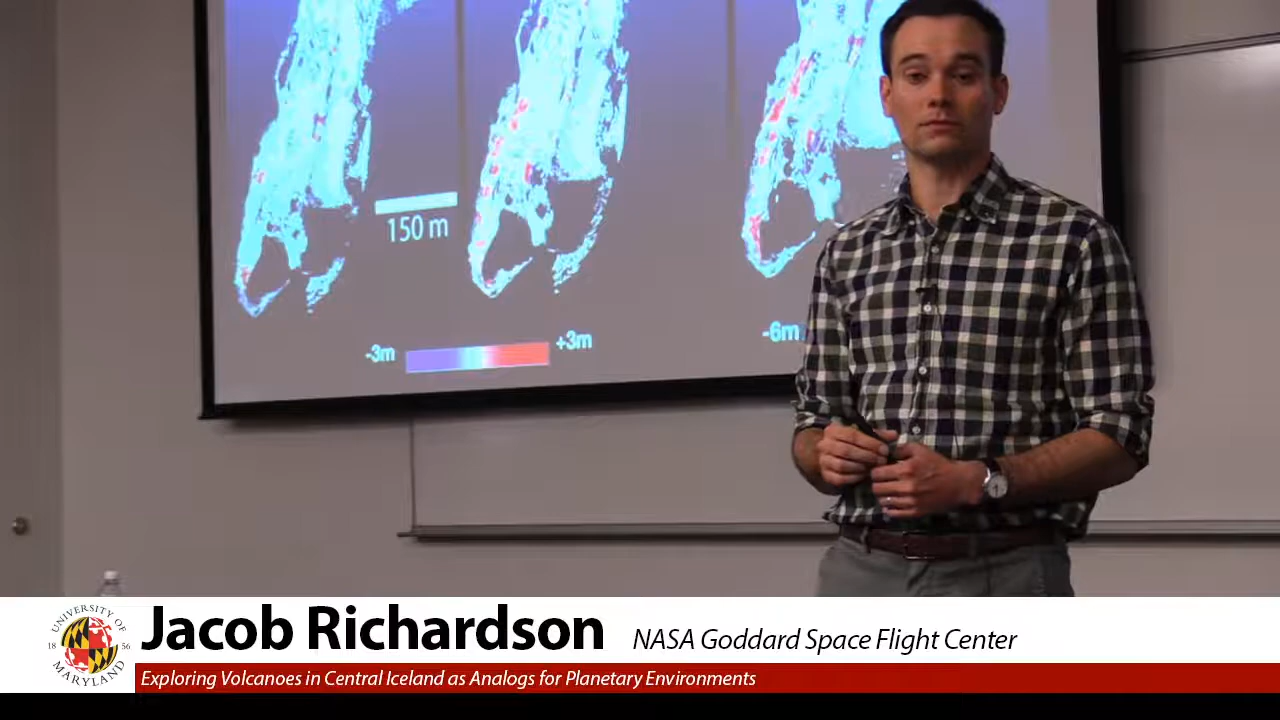 150 m
-3m
+3m
-6m
UNIVERSITY OF
18 56
MARYLAND
Jacob Richardson
NASA Goddard Space Flight Center
Exploring Volcanoes in Central Iceland as Analogs for Planetary Environments